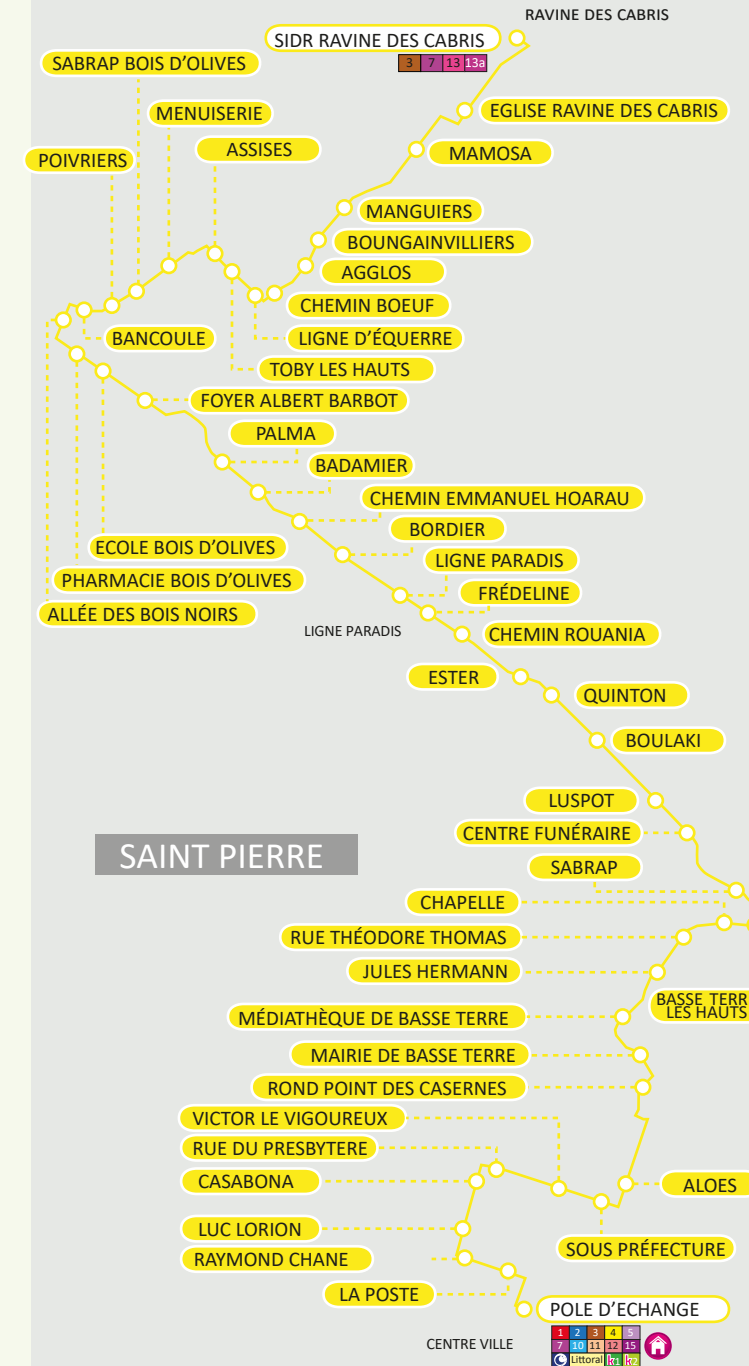 RAVINE DES CABRIS
SIDR RAVINE DES CABRIS
3 7 13 13a
SABRAP BOIS D'OLIVES
EGLISE RAVINE DES CABRIS
MENUISERIE
ASSISES
MAMOSA
POIVRIERS
MANGUIERS
BOUNGAINVILLIERS
AGGLOS
CHEMIN BOEUF
BANCOULE
LIGNE D'ÉQUERRE
TOBY LES HAUTS
FOYER ALBERT BARBOT
PALMA
BADAMIER
CHEMIN EMMANUEL HOARAU
BORDIER
ECOLE BOIS D'OLIVES
LIGNE PARADIS
PHARMACIE BOIS D'OLIVES
FRÉDELINE
ALLÉE DES BOIS NOIRS
LIGNE PARADIS
CHEMIN ROUANIA
ESTER
QUINTON
BOULAKI
LUSPOT
CENTRE FUNÉRAIRE
SAINT PIERRE
SABRAP
CHAPELLE
RUE THÉODORE THOMAS
JULES HERMANN
BASSE TERR
LES HAUTS
MÉDIATHÈQUE DE BASSE TERRE
MAIRIE DE BASSE TERRE
ROND POINT DES CASERNES
VICTOR LE VIGOUREUX
RUE DU PRESBYTERE
CASABONA
ALOES
LUC LORION
SOUS PRÉFECTURE
RAYMOND CHANE
LA POSTE
POLE D'ECHANGE
CENTRE VILLE
1 2 3 4 5
7 10 11 12 15
Littoral k1 k2